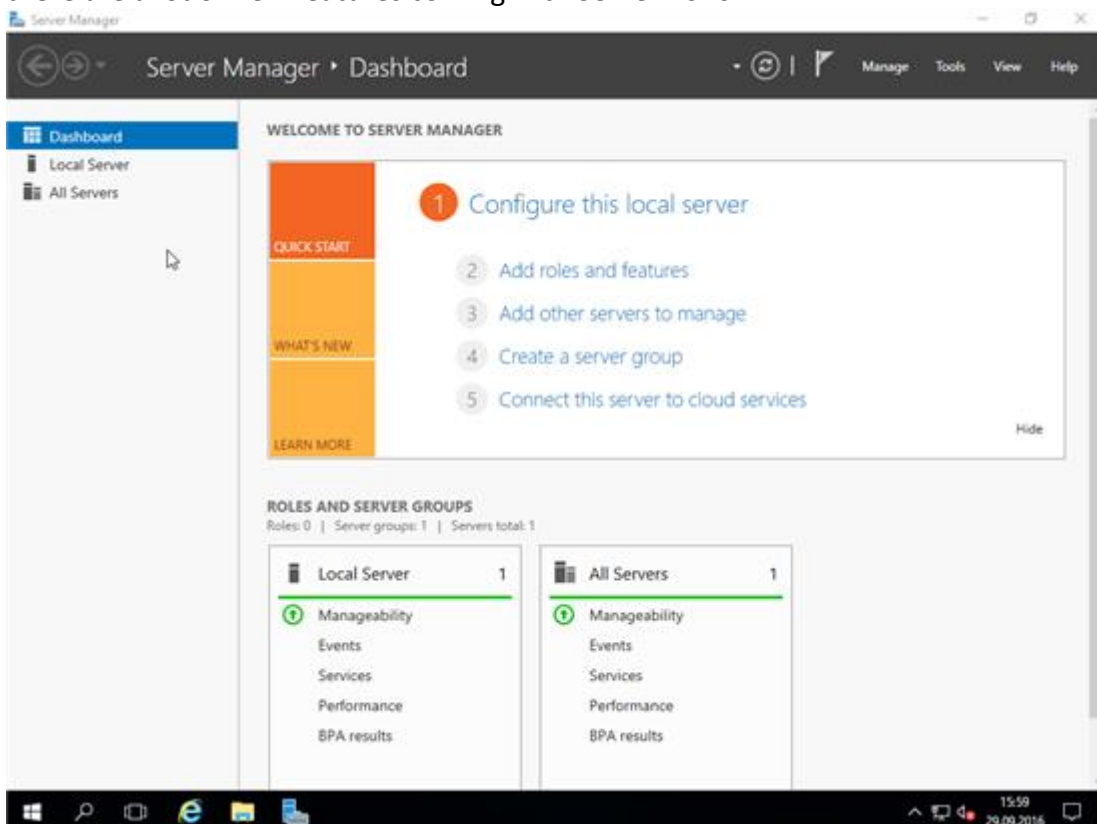 Server Manager
Server Manager • Dashboard
Manage Tools View Help
Dashboard
Local Server
All Servers
WELCOME TO SERVER MANAGER
QUICK START
WHAT'S NEW
LEARN MORE
1 Configure this local server
2 Add roles and features
3 Add other servers to manage
4 Create a server group
5 Connect this server to cloud services
Hide
ROLES AND SERVER GROUPS
Roles: 0 | Server groups: 1 | Servers total: 1
Local Server 1
Manageability
Events
Services
Performance
BPA results
All Servers 1
Manageability
Events
Services
Performance
BPA results
15:59
29.09.2016